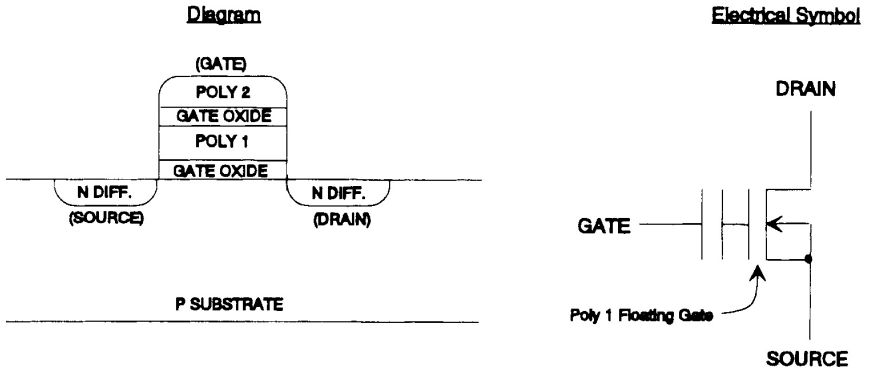 Diagram
(GATE)
POLY 2
GATE OXIDE
POLY 1
GATE OXIDE
N DIFF.
(SOURCE)
N DIFF.
(DRAIN)
P SUBSTRATE
Electrical Symbol
DRAIN
GATE
Poly 1 Floating Gate
SOURCE